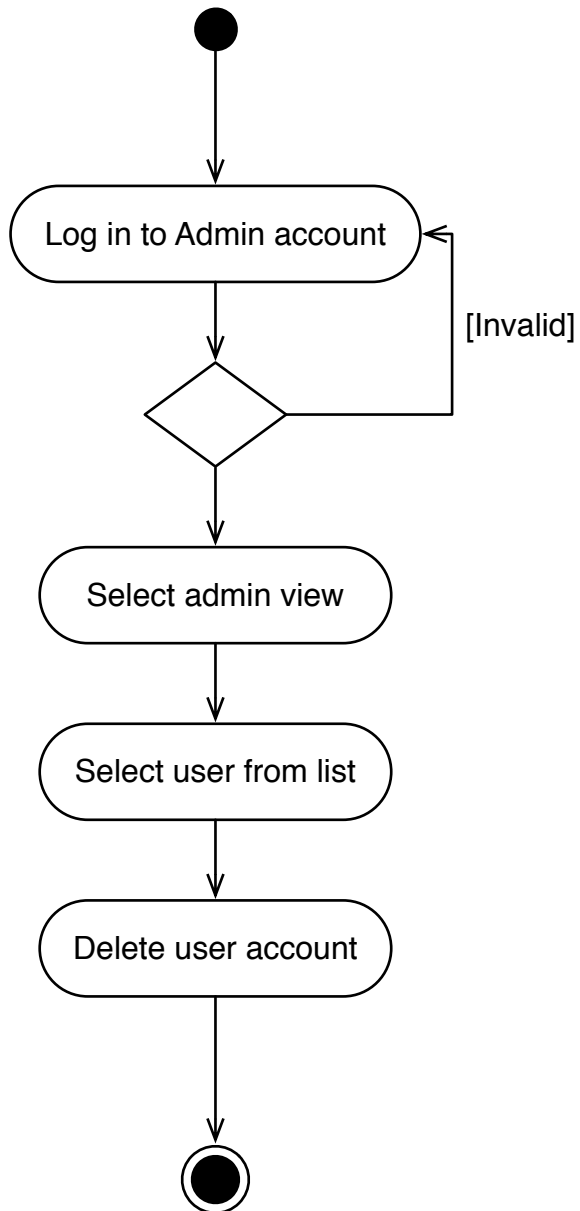 Log in to Admin account
[Invalid]
Select admin view
Select user from list
Delete user account